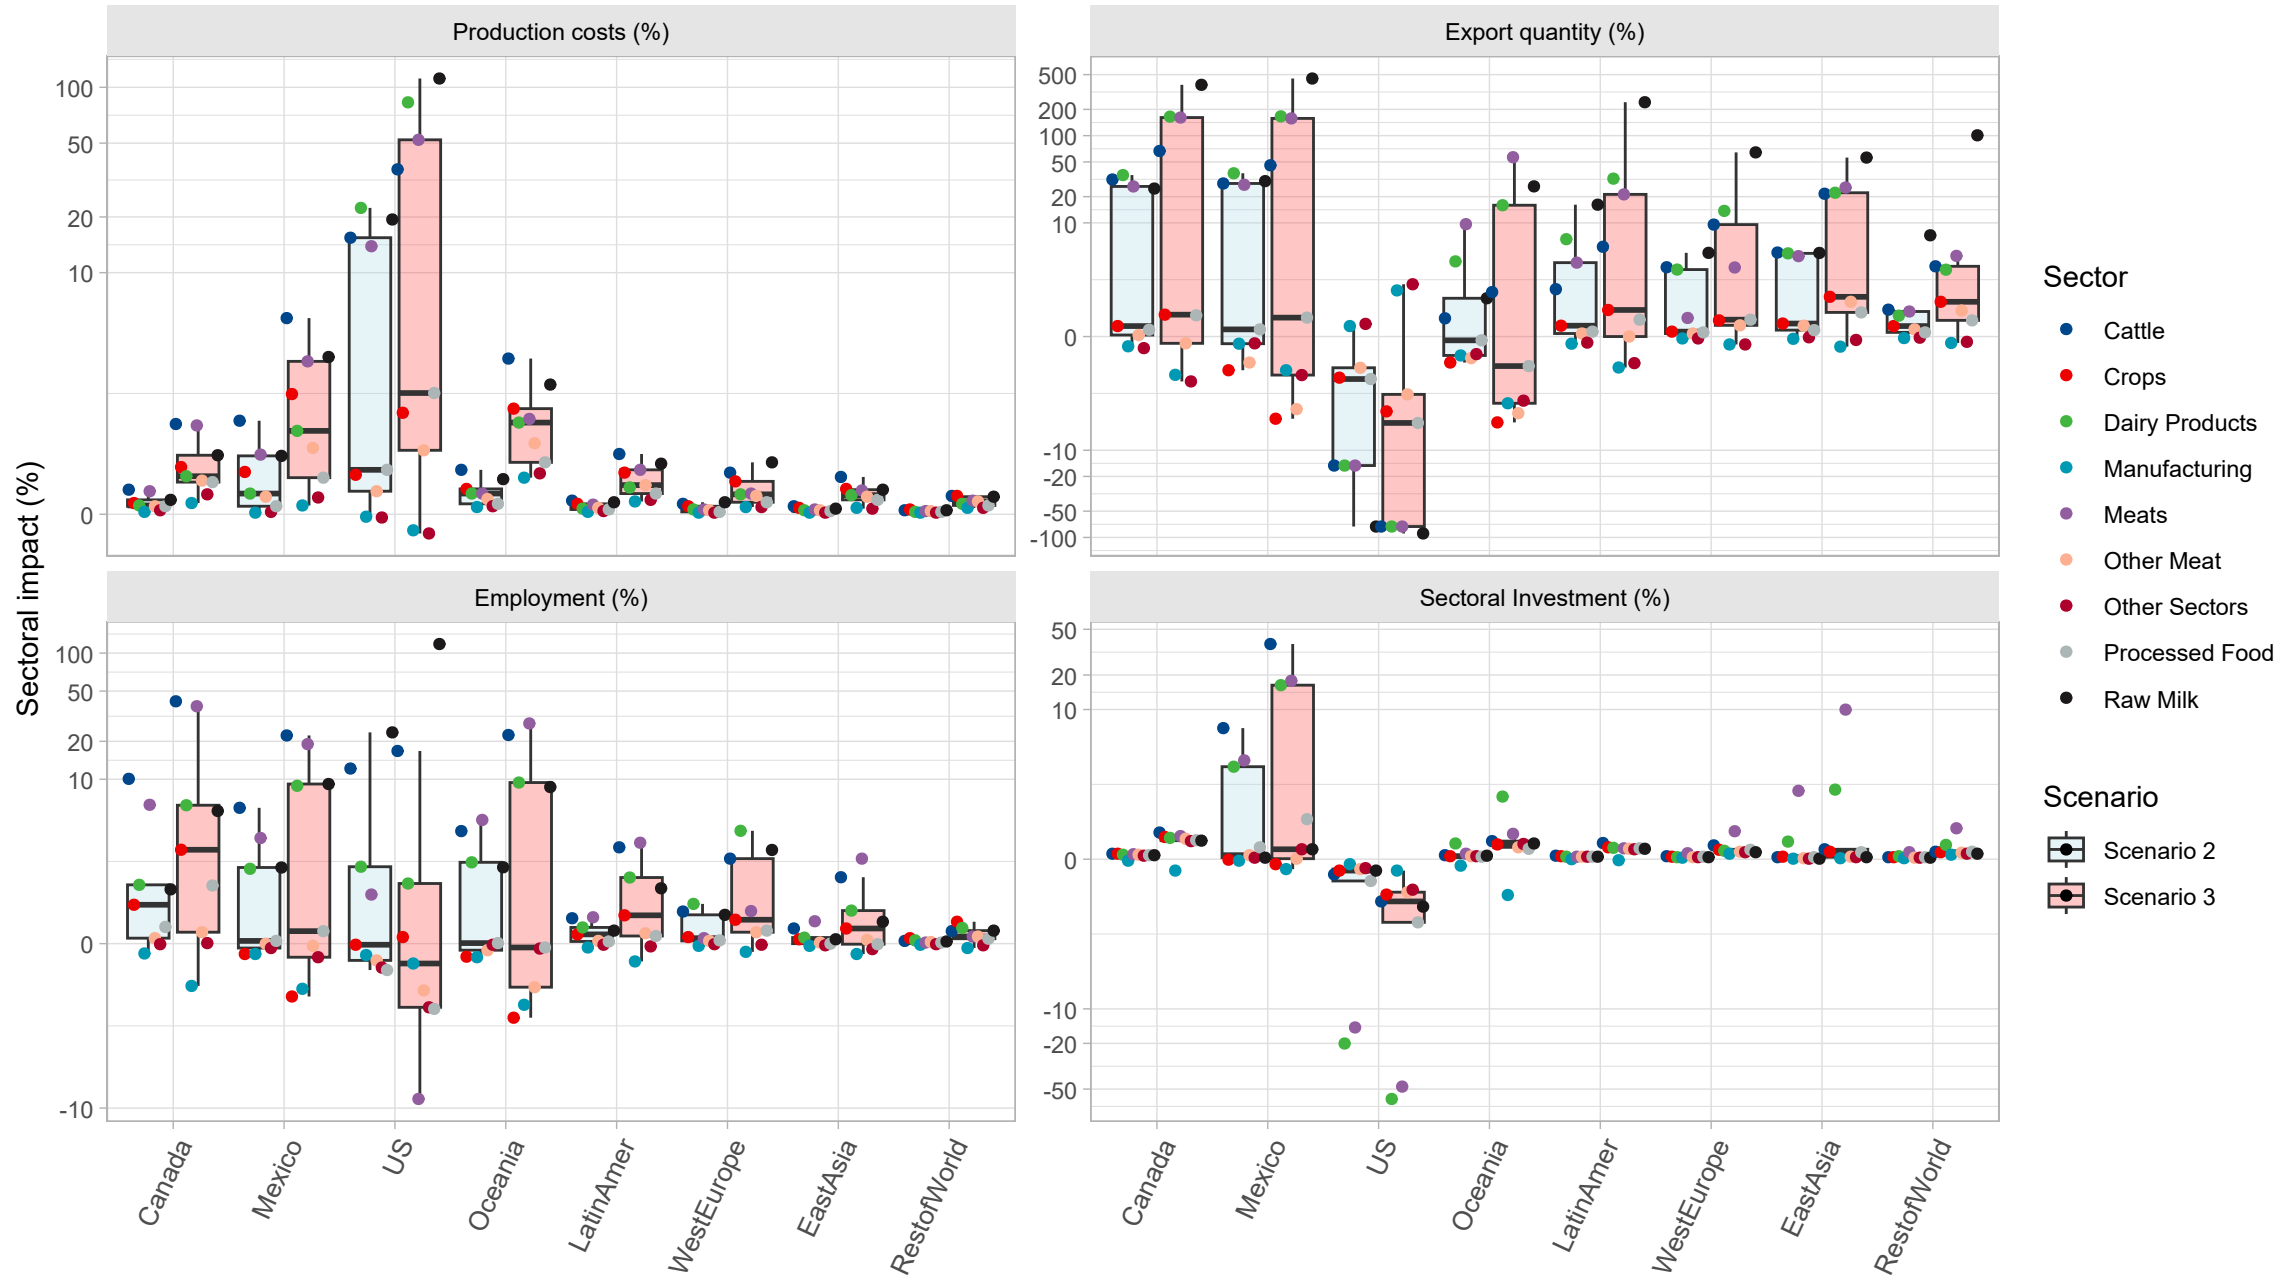 Production costs (%)
Export quantity (%)
100
50
20
10
0
500
200
100
50
20
10
0
-10
-20
-50
-100
Sectoral impact (%)
Employment (%)
Sectoral Investment (%)
100
50
20
10
0
-10
50
20
10
0
-10
-20
-50
Canada
Mexico
US
Oceania
LatinAmer
WestEurope
EastAsia
RestofWorld
Canada
Mexico
US
Oceania
LatinAmer
WestEurope
EastAsia
RestofWorld
Sector
Cattle
Crops
Dairy Products
Manufacturing
Meats
Other Meat
Other Sectors
Processed Food
Raw Milk
Scenario
Scenario 2
Scenario 3